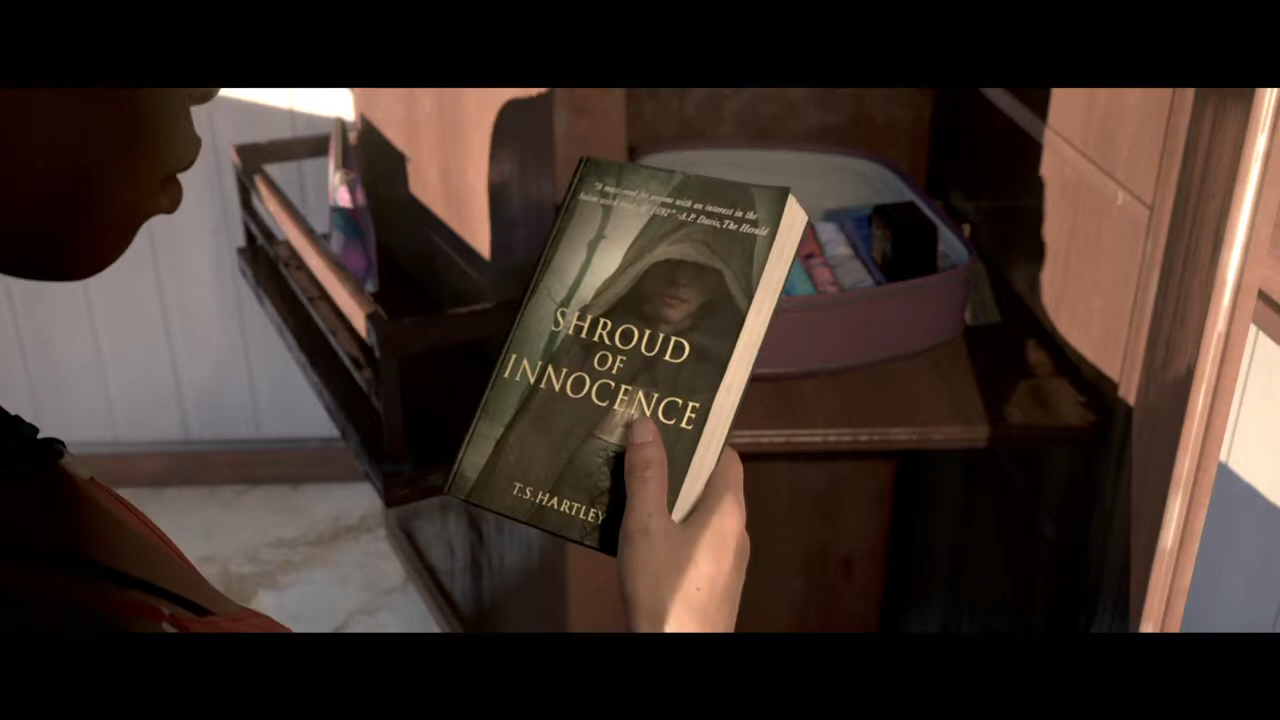 "A must-read for anyone with an interest in the
Salem witch trials of 1692" -A.P. Davis, The Herald
SHROUD
OF
INNOCENCE
T.S. HARTLEY